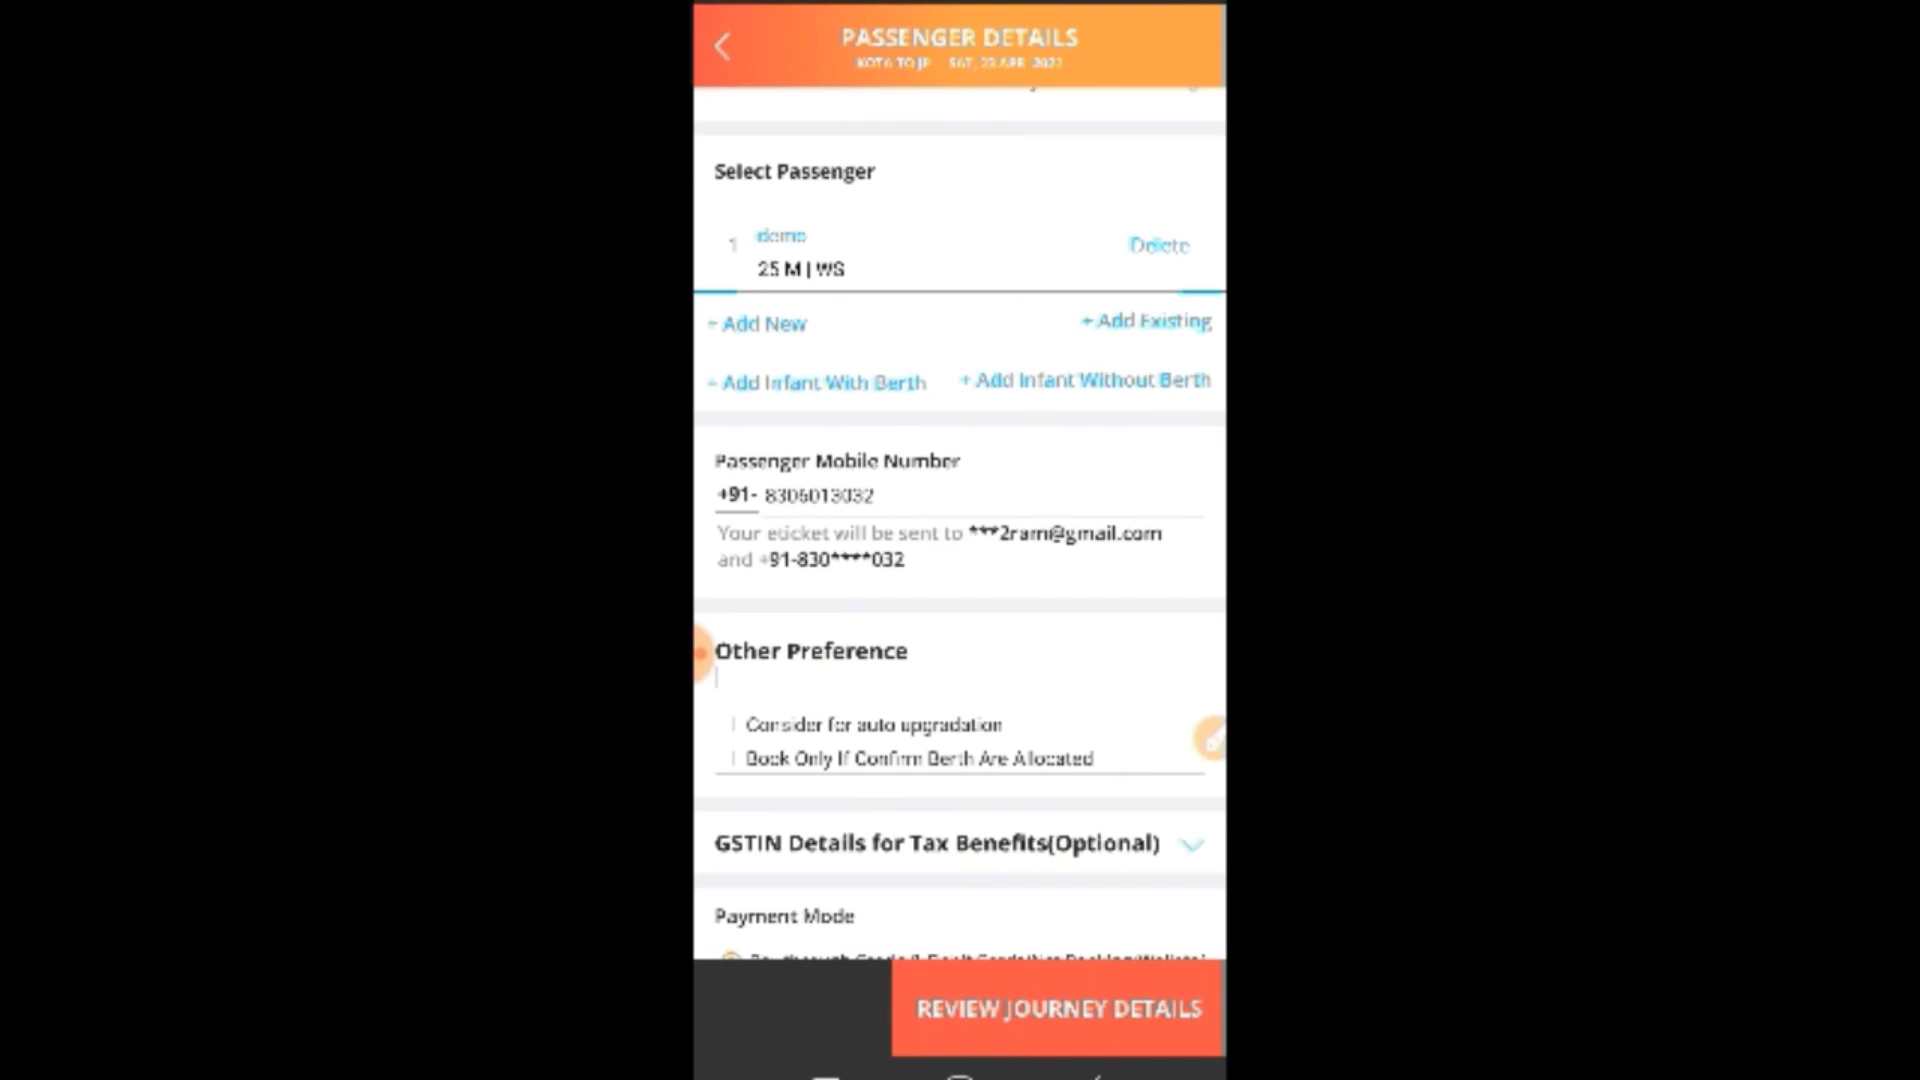 PASSENGER DETAILS
KOTA TO JP SAT, 23 APR 2022
Select Passenger
1 demo Delete
25 M | WS
+ Add New + Add Existing
+ Add Infant With Berth + Add Infant Without Berth
Passenger Mobile Number
+91- 8306013032
Your eticket will be sent to ***2ram@gmail.com
and +91-830****032
Other Preference
Consider for auto upgradation
Book Only If Confirm Berth Are Allocated
GSTIN Details for Tax Benefits(Optional)
Payment Mode
REVIEW JOURNEY DETAILS